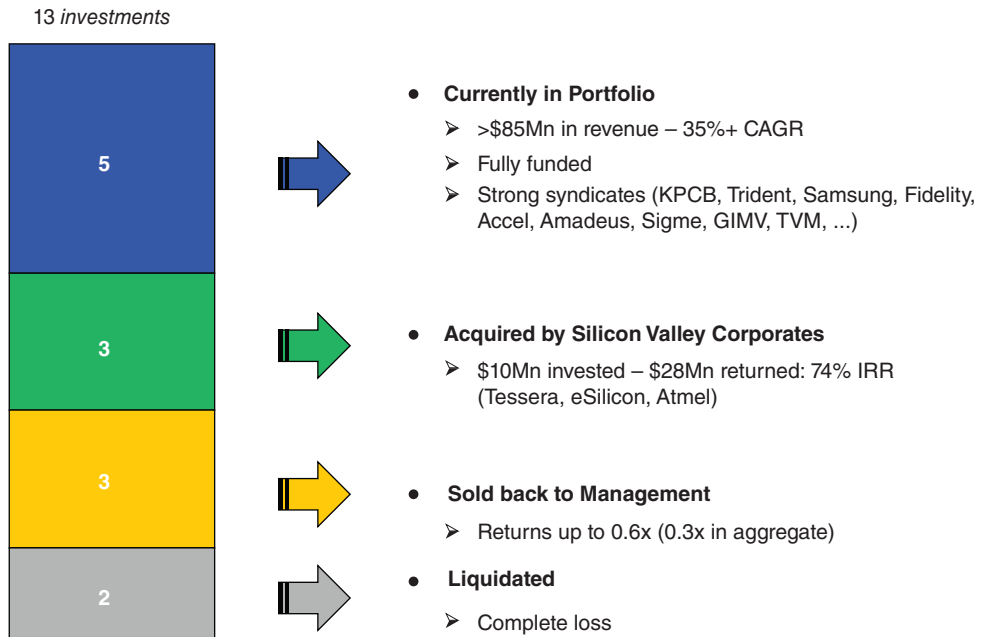 13 investments
5
● Currently in Portfolio
➢ >$85Mn in revenue – 35%+ CAGR
➢ Fully funded
➢ Strong syndicates (KPCB, Trident, Samsung, Fidelity,
Accel, Amadeus, Sigme, GIMV, TVM, ...)
3
● Acquired by Silicon Valley Corporates
➢ $10Mn invested – $28Mn returned: 74% IRR
(Tessera, eSilicon, Atmel)
3
● Sold back to Management
➢ Returns up to 0.6x (0.3x in aggregate)
2
● Liquidated
➢ Complete loss